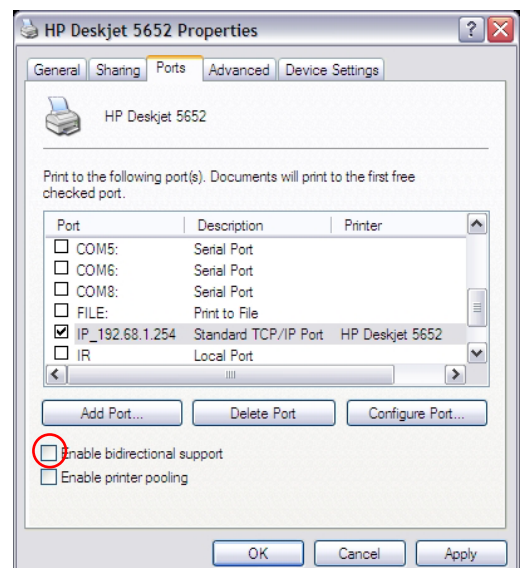 HP Deskjet 5652 Properties
General Sharing Ports Advanced Device Settings
HP Deskjet 5652
Print to the following port(s). Documents will print to the first free
checked port.
Port Description Printer
COM5: Serial Port
COM6: Serial Port
COM8: Serial Port
FILE: Print to File
IP_192.68.1.254 Standard TCP/IP Port HP Deskjet 5652
IR Local Port
Add Port... Delete Port Configure Port...
Enable bidirectional support
Enable printer pooling
OK Cancel Apply